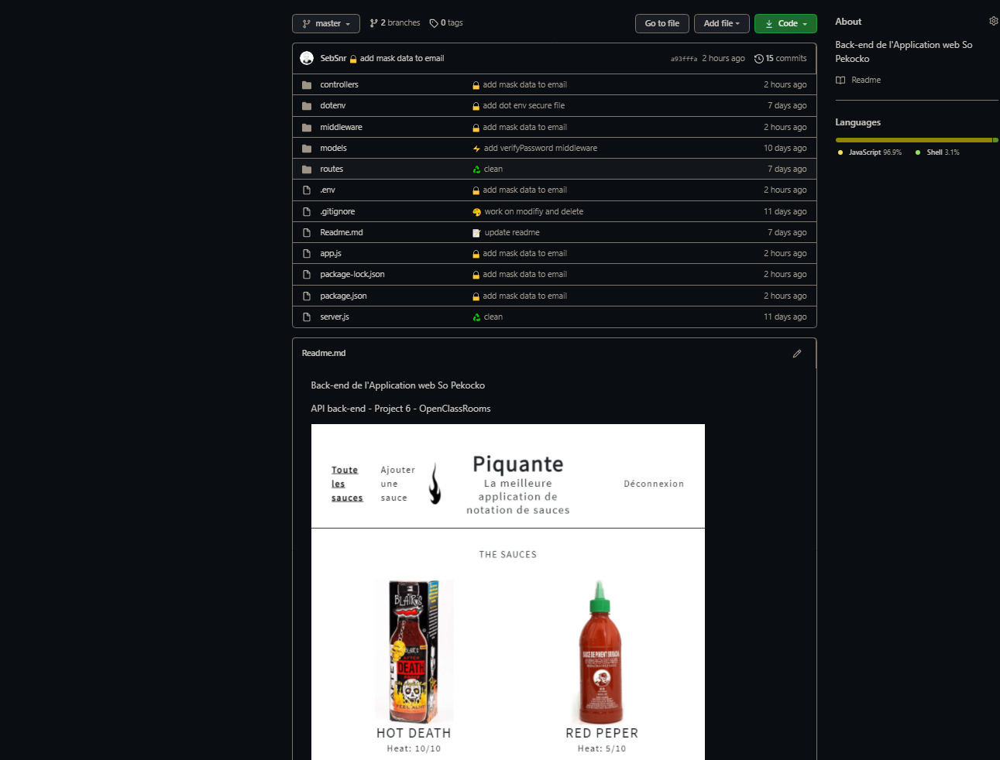 master
2 branches
0 tags
Go to file
Add file
Code
SebSnr add mask data to email
a93fffa 2 hours ago
15 commits
controllers add mask data to email 2 hours ago
dotenv add dot env secure file 7 days ago
middleware add mask data to email 2 hours ago
models add verifyPassword middleware 10 days ago
routes clean 7 days ago
.env add mask data to email 2 hours ago
.gitignore work on modifiy and delete 11 days ago
Readme.md update readme 7 days ago
app.js add mask data to email 2 hours ago
package-lock.json add mask data to email 2 hours ago
package.json add mask data to email 2 hours ago
server.js clean 11 days ago
About
Back-end de l'Application web So
Pekocko
Readme
Languages
JavaScript 96.9% Shell 3.1%
Readme.md
Back-end de l'Application web So Pekocko
API back-end - Project 6 - OpenClassRooms
Toute
les
sauces
Ajouter
une
sauce
Piquante
La meilleure
application de
notation de sauces
Déconnexion
THE SAUCES
BLAIR'S
BLAIR'S
AFTER
DEATH
FEEL ALIVE
HOT DEATH
Heat: 10/10
SAUCE DE PIMENT SRIRACHA
RED PEPER
Heat: 5/10